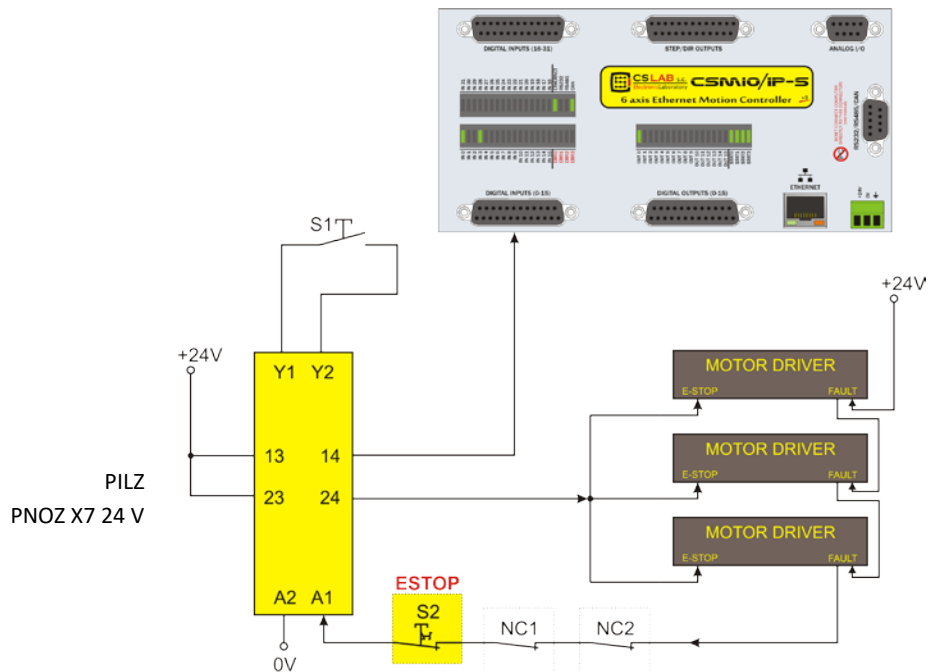 DIGITAL INPUTS (16-31)
STEP/DIR OUTPUTS
ANALOG I/O
CSLAB s.c.
ElectronicLaboratory
CSMIO/IP-S
6 axis Ethernet Motion Controller
RS232/RS485/CAN
DIGITAL INPUTS (0-15)
DIGITAL OUTPUTS (0-15)
ETHERNET
S1
+24V
+24V
Y1 Y2
13 14
23 24
A2 A1
0V
PILZ
PNOZ X7 24 V
MOTOR DRIVER
E-STOP FAULT
MOTOR DRIVER
E-STOP FAULT
MOTOR DRIVER
E-STOP FAULT
ESTOP
S2
NC1
NC2